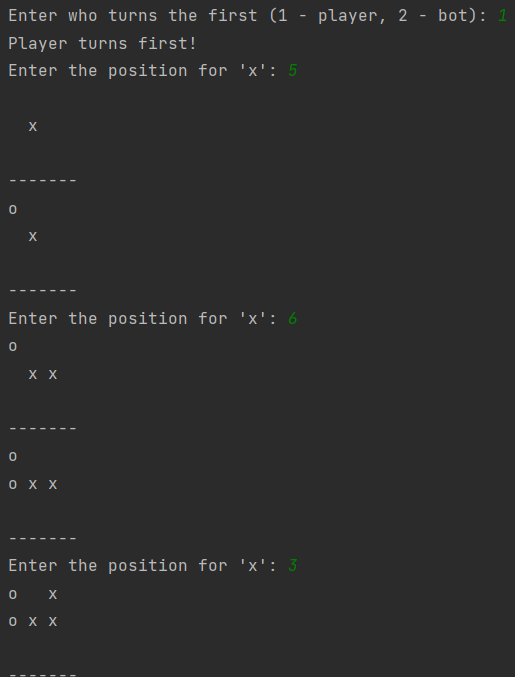 Enter who turns the first (1 - player, 2 - bot): 1
Player turns first!
Enter the position for 'x': 5
  x
-------
o
  x
-------
Enter the position for 'x': 6
o
  x x
-------
o
o x x
-------
Enter the position for 'x': 3
o   x
o x x
-------